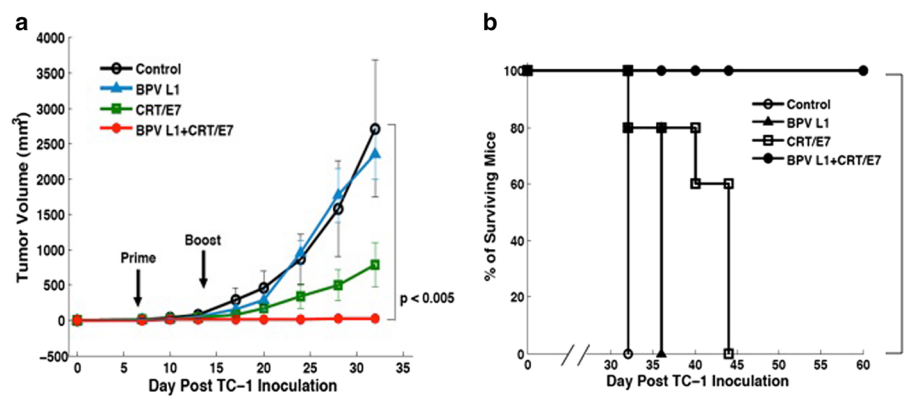 a
Tumor Volume (mm³)
4000
3500
3000
2500
2000
1500
1000
500
0
−500
Control
BPV L1
CRT/E7
BPV L1+CRT/E7
Prime
Boost
p < 0.005
0 5 10 15 20 25 30 35
Day Post TC−1 Inoculation
b
% of Surviving Mice
100
80
60
40
20
0
Control
BPV L1
CRT/E7
BPV L1+CRT/E7
0 30 35 40 45 50 55 60
Day Post TC−1 Inoculation